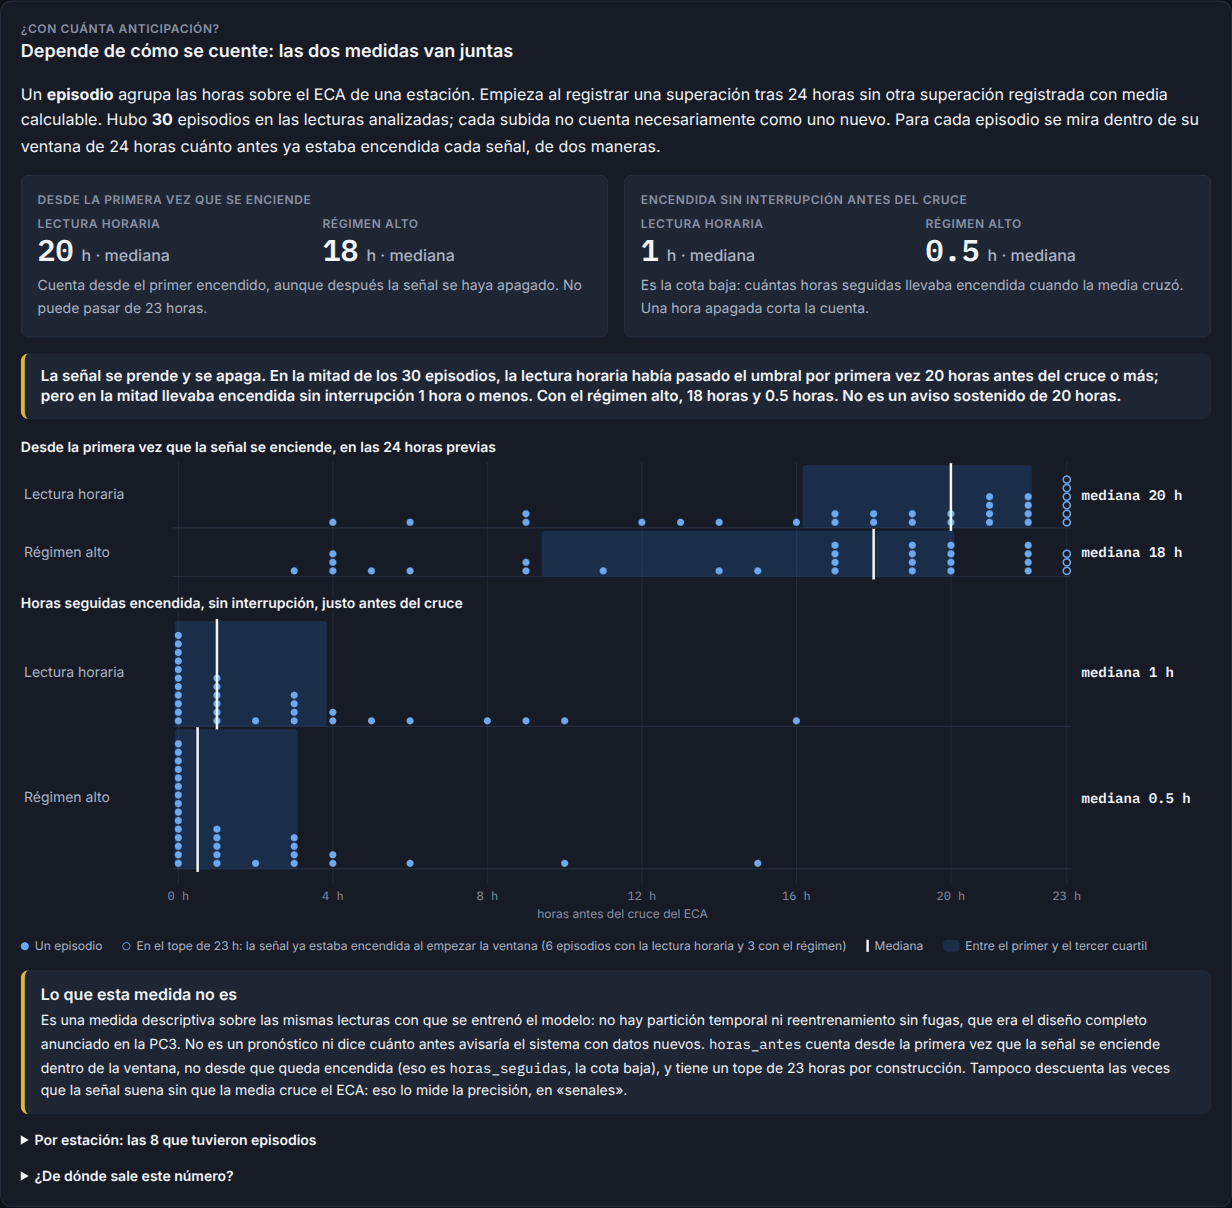 ¿CON CUÁNTA ANTICIPACIÓN?
Depende de cómo se cuente: las dos medidas van juntas
Un episodio agrupa las horas sobre el ECA de una estación. Empieza al registrar una superación tras 24 horas sin otra superación registrada con media
calculable. Hubo 30 episodios en las lecturas analizadas; cada subida no cuenta necesariamente como uno nuevo. Para cada episodio se mira dentro de su
ventana de 24 horas cuánto antes ya estaba encendida cada señal, de dos maneras.
DESDE LA PRIMERA VEZ QUE SE ENCIENDE
LECTURA HORARIA
20 h · mediana
RÉGIMEN ALTO
18 h · mediana
Cuenta desde el primer encendido, aunque después la señal se haya apagado. No
puede pasar de 23 horas.
ENCENDIDA SIN INTERRUPCIÓN ANTES DEL CRUCE
LECTURA HORARIA
1 h · mediana
RÉGIMEN ALTO
0.5 h · mediana
Es la cota baja: cuántas horas seguidas llevaba encendida cuando la media cruzó.
Una hora apagada corta la cuenta.
La señal se prende y se apaga. En la mitad de los 30 episodios, la lectura horaria había pasado el umbral por primera vez 20 horas antes del cruce o más;
pero en la mitad llevaba encendida sin interrupción 1 hora o menos. Con el régimen alto, 18 horas y 0.5 horas. No es un aviso sostenido de 20 horas.
Desde la primera vez que la señal se enciende, en las 24 horas previas
Lectura horaria
mediana 20 h
Régimen alto
mediana 18 h
Horas seguidas encendida, sin interrupción, justo antes del cruce
Lectura horaria
mediana 1 h
Régimen alto
mediana 0.5 h
0 h 4 h 8 h 12 h 16 h 20 h 23 h
horas antes del cruce del ECA
Un episodio En el tope de 23 h: la señal ya estaba encendida al empezar la ventana (6 episodios con la lectura horaria y 3 con el régimen) Mediana Entre el primer y el tercer cuartil
Lo que esta medida no es
Es una medida descriptiva sobre las mismas lecturas con que se entrenó el modelo: no hay partición temporal ni reentrenamiento sin fugas, que era el diseño completo
anunciado en la PC3. No es un pronóstico ni dice cuánto antes avisaría el sistema con datos nuevos. horas_antes cuenta desde la primera vez que la señal se enciende
dentro de la ventana, no desde que queda encendida (eso es horas_seguidas, la cota baja), y tiene un tope de 23 horas por construcción. Tampoco descuenta las veces
que la señal suena sin que la media cruce el ECA: eso lo mide la precisión, en «senales».
▶ Por estación: las 8 que tuvieron episodios
▶ ¿De dónde sale este número?